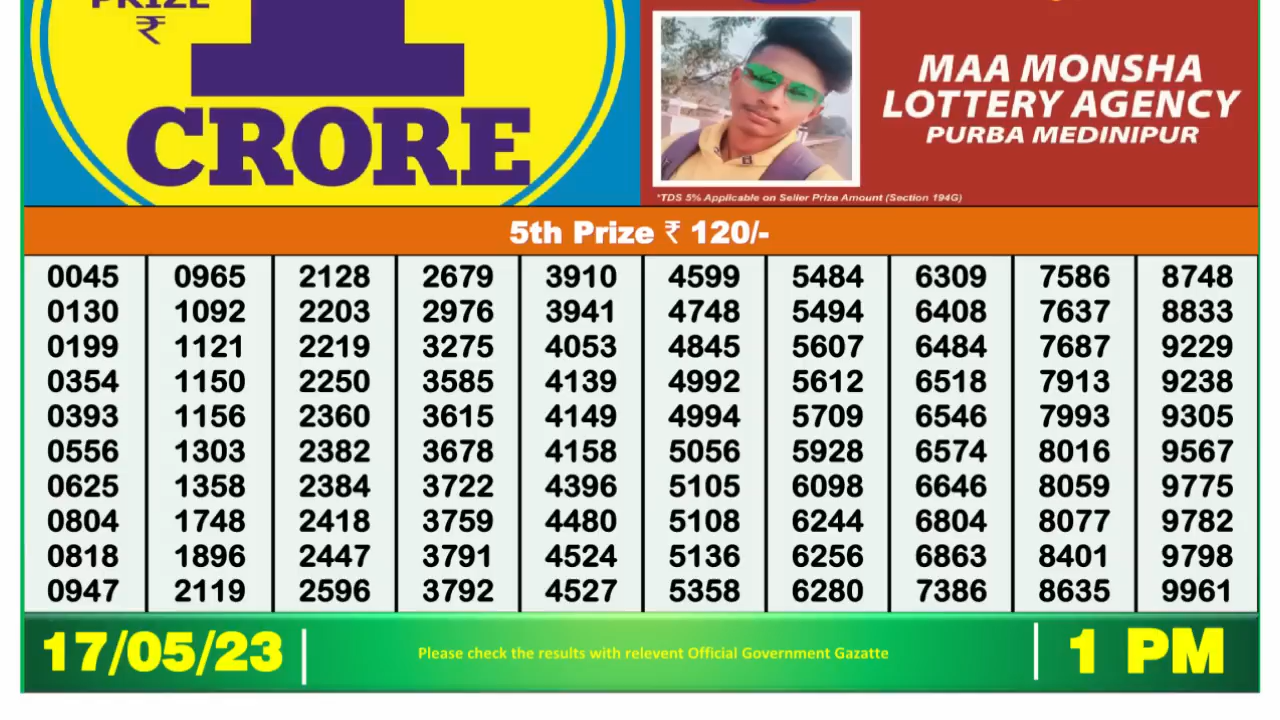 PRIZE
₹
1
CRORE
MAA MONSHA
LOTTERY AGENCY
PURBA MEDINIPUR
*TDS 5% Applicable on Seller Prize Amount (Section 194G)
5th Prize ₹ 120/-
0045 0965 2128 2679 3910 4599 5484 6309 7586 8748
0130 1092 2203 2976 3941 4748 5494 6408 7637 8833
0199 1121 2219 3275 4053 4845 5607 6484 7687 9229
0354 1150 2250 3585 4139 4992 5612 6518 7913 9238
0393 1156 2360 3615 4149 4994 5709 6546 7993 9305
0556 1303 2382 3678 4158 5056 5928 6574 8016 9567
0625 1358 2384 3722 4396 5105 6098 6646 8059 9775
0804 1748 2418 3759 4480 5108 6244 6804 8077 9782
0818 1896 2447 3791 4524 5136 6256 6863 8401 9798
0947 2119 2596 3792 4527 5358 6280 7386 8635 9961
17/05/23 Please check the results with relevent Official Government Gazatte 1 PM